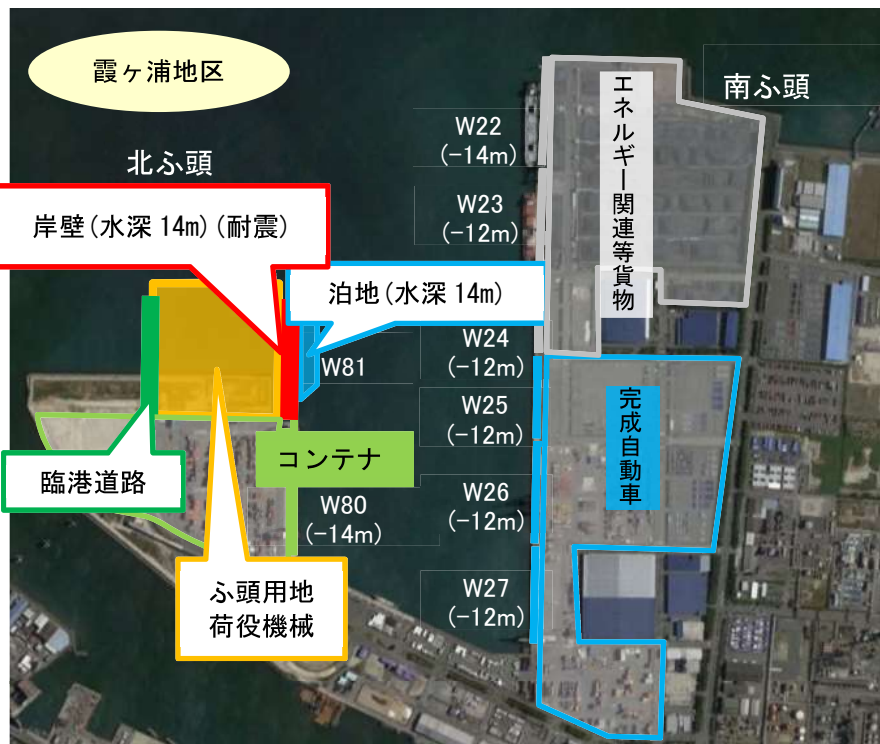 霞ヶ浦地区
南ふ頭
北ふ頭
エネルギー関連等貨物
W22
(-14m)
W23
(-12m)
岸壁(水深 14m)(耐震)
泊地(水深 14m)
W24
(-12m)
W81
W25
(-12m)
完成自動車
コンテナ
臨港道路
W80
(-14m)
W26
(-12m)
ふ頭用地
荷役機械
W27
(-12m)